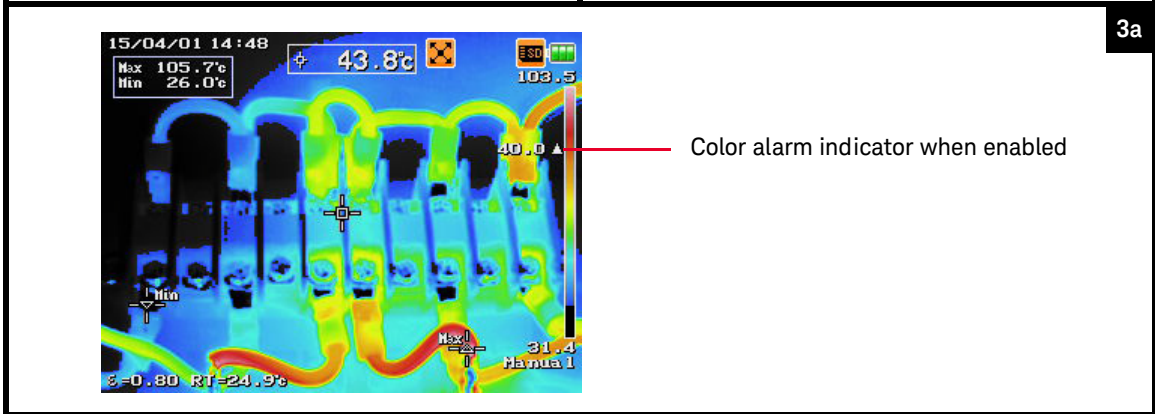 3a
15/04/01 14:48
Max 105.7℃
Min 26.0℃
43.8℃
SD
103.5
40.0 ▲
Color alarm indicator when enabled
Min
Max
31.4
Manual
ε=0.80 RT=24.9℃